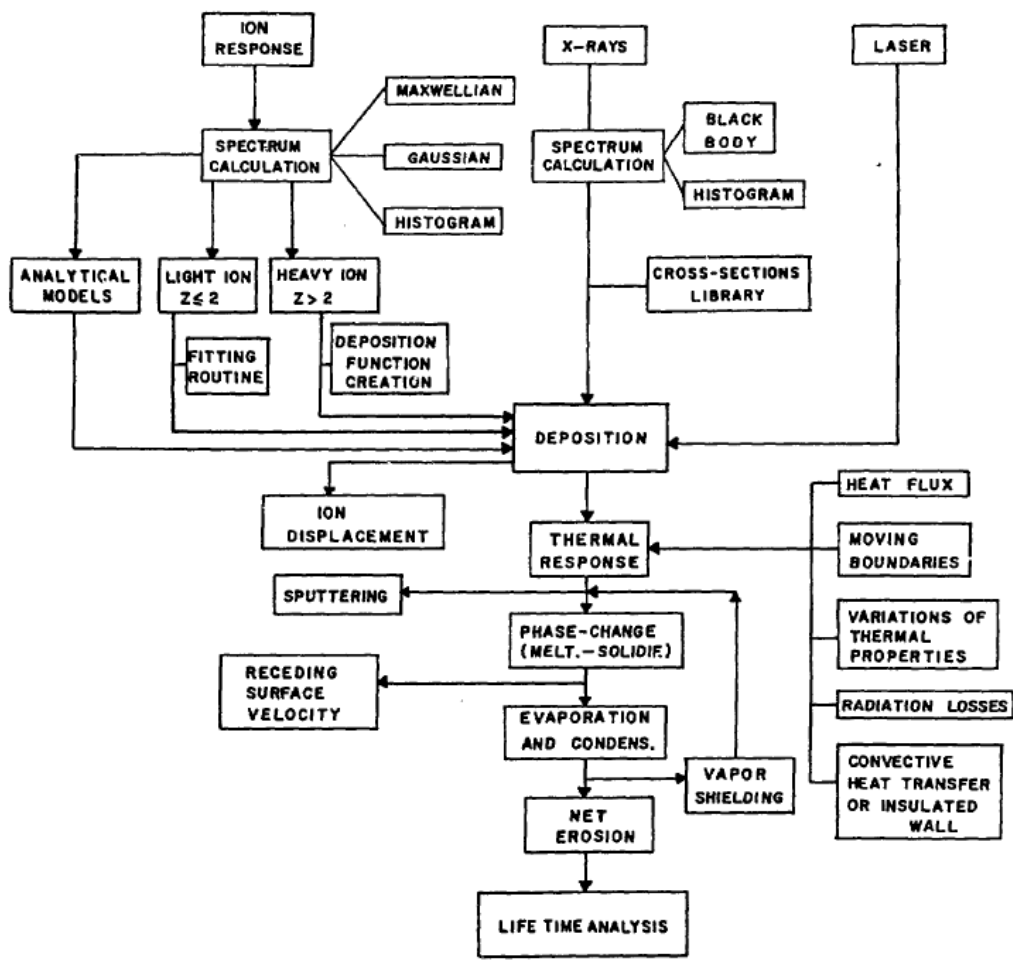 ION
RESPONSE
X-RAYS
LASER
MAXWELLIAN
SPECTRUM
CALCULATION
GAUSSIAN
HISTOGRAM
SPECTRUM
CALCULATION
BLACK
BODY
HISTOGRAM
ANALYTICAL
MODELS
LIGHT ION
Z ≤ 2
HEAVY ION
Z > 2
CROSS-SECTIONS
LIBRARY
FITTING
ROUTINE
DEPOSITION
FUNCTION
CREATION
DEPOSITION
ION
DISPLACEMENT
HEAT FLUX
THERMAL
RESPONSE
MOVING
BOUNDARIES
SPUTTERING
PHASE-CHANGE
(MELT.-SOLIDIF.)
VARIATIONS OF
THERMAL
PROPERTIES
RECEDING
SURFACE
VELOCITY
RADIATION LOSSES
EVAPORATION
AND CONDENS.
VAPOR
SHIELDING
CONVECTIVE
HEAT TRANSFER
OR INSULATED
WALL
NET
EROSION
LIFE TIME ANALYSIS